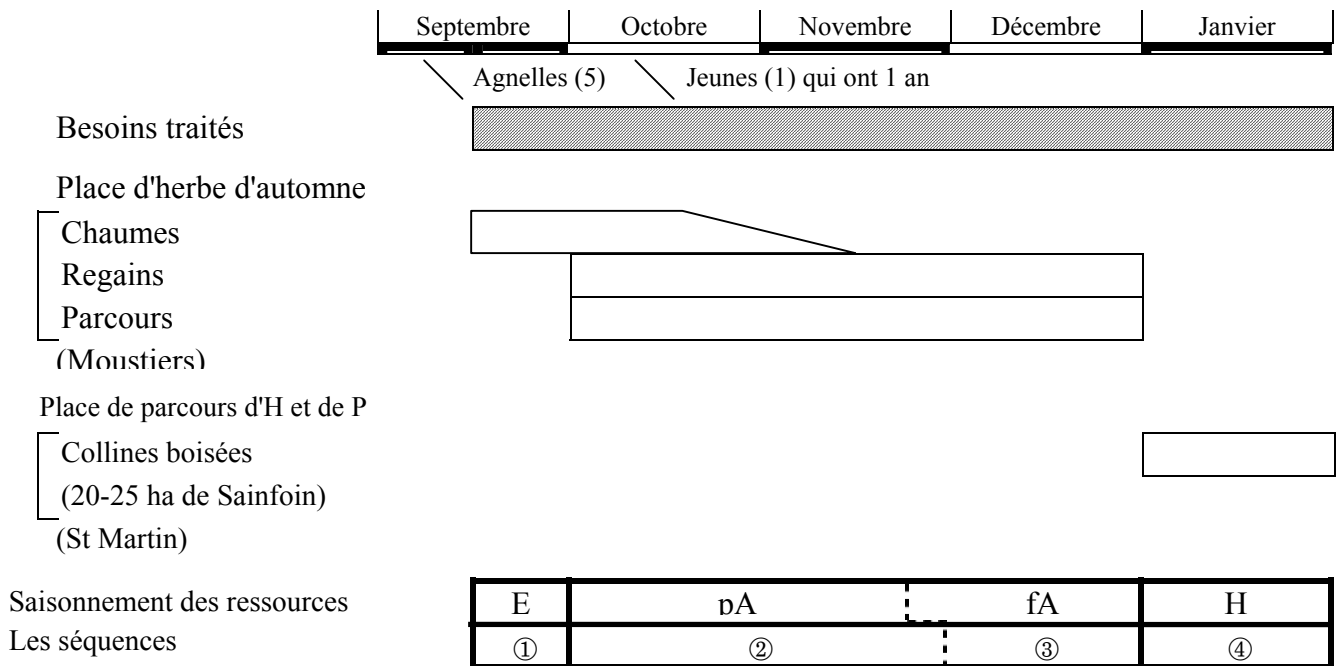 Septembre Octobre Novembre Décembre Janvier
Agnelles (5) Jeunes (1) qui ont 1 an
Besoins traités
Place d'herbe d'automne
Chaumes
Regains
Parcours
(Moustiers)
Place de parcours d'H et de P
Collines boisées
(20-25 ha de Sainfoin)
(St Martin)
Saisonnement des ressources E pA fA H
Les séquences ① ② ③ ④